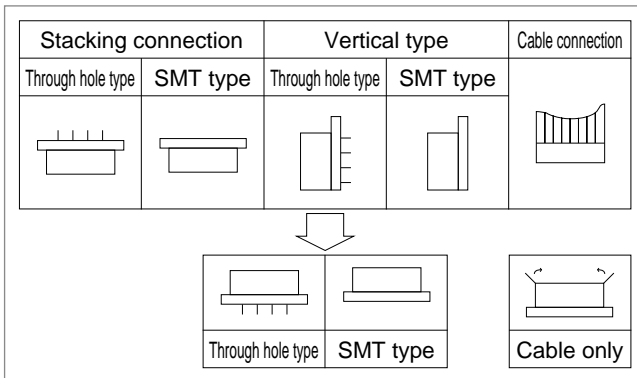 Stacking connection
Vertical type
Cable connection
Through hole type
SMT type
Through hole type
SMT type
Through hole type
SMT type
Cable only